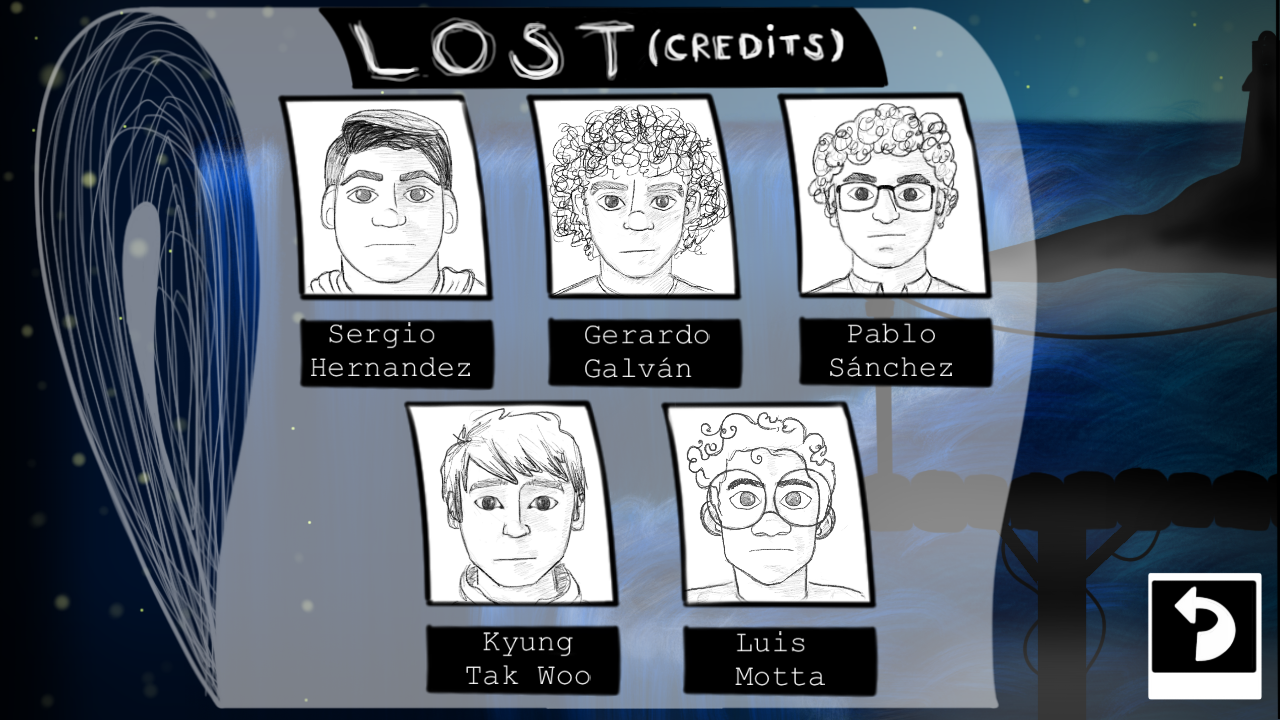 LOST (CREDiTS)
Sergio
Hernandez
Gerardo
Galván
Pablo
Sánchez
Kyung
Tak Woo
Luis
Motta